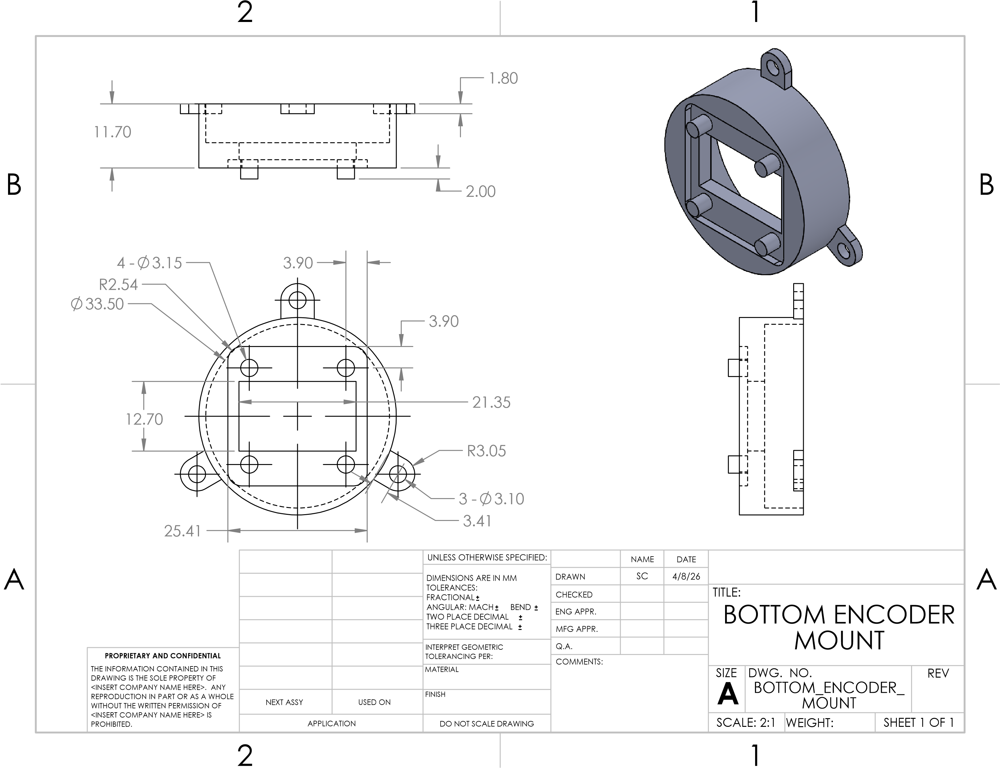 2
1
B
B
A
A
2
1
1.80
11.70
2.00
4 - ∅3.15
3.90
R2.54
∅33.50
3.90
21.35
12.70
R3.05
3 - ∅3.10
3.41
25.41
UNLESS OTHERWISE SPECIFIED:
DIMENSIONS ARE IN MM
TOLERANCES:
FRACTIONAL ±
ANGULAR: MACH ± BEND ±
TWO PLACE DECIMAL ±
THREE PLACE DECIMAL ±
INTERPRET GEOMETRIC
TOLERANCING PER:
MATERIAL
FINISH
DO NOT SCALE DRAWING
NAME DATE
DRAWN SC 4/8/26
CHECKED
ENG APPR.
MFG APPR.
Q.A.
COMMENTS:
TITLE:
BOTTOM ENCODER
MOUNT
SIZE DWG. NO. REV
A
BOTTOM_ENCODER_
MOUNT
SCALE: 2:1 WEIGHT: SHEET 1 OF 1
NEXT ASSY USED ON
APPLICATION
PROPRIETARY AND CONFIDENTIAL
THE INFORMATION CONTAINED IN THIS
DRAWING IS THE SOLE PROPERTY OF
<INSERT COMPANY NAME HERE>. ANY
REPRODUCTION IN PART OR AS A WHOLE
WITHOUT THE WRITTEN PERMISSION OF
<INSERT COMPANY NAME HERE> IS
PROHIBITED.